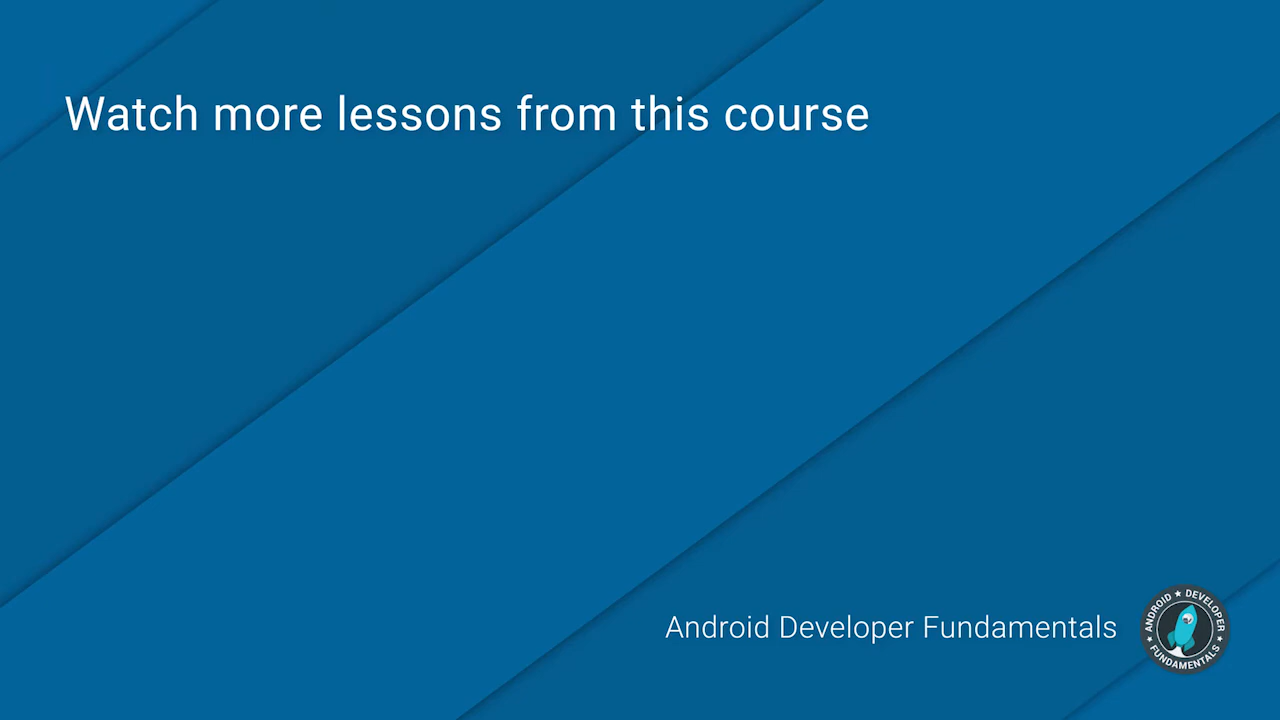 Watch more lessons from this course
Android Developer Fundamentals
ANDROID ★ DEVELOPER
★ FUNDAMENTALS ★